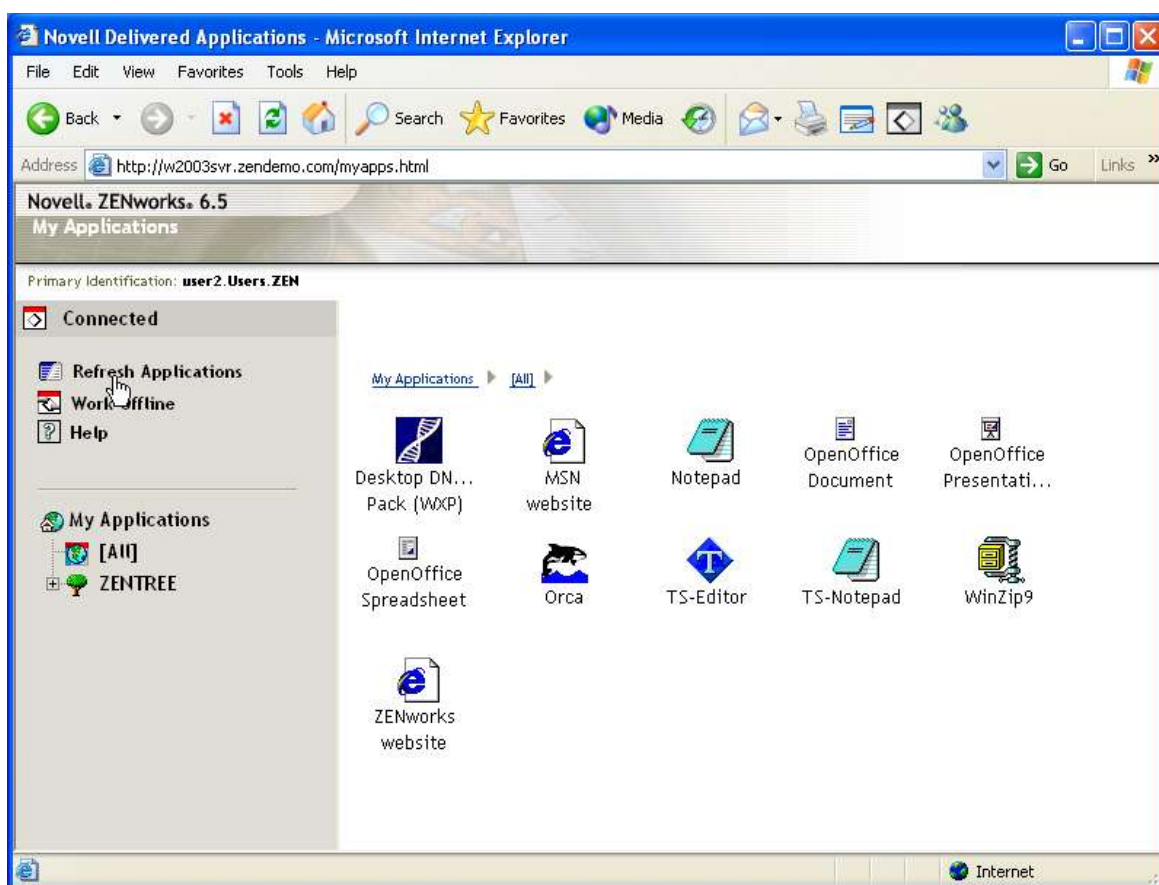 Novell Delivered Applications - Microsoft Internet Explorer
File Edit View Favorites Tools Help
Back Search Favorites Media
Address http://w2003svr.zendemo.com/myapps.html Go Links »
Novell® ZENworks® 6.5
My Applications
Primary Identification: user2.Users.ZEN
Connected
Refresh Applications
Work Offline
Help
My Applications
[All]
ZENTREE
My Applications [All]
Desktop DN...
Pack (WXP)
MSN
website
Notepad
OpenOffice
Document
OpenOffice
Presentati...
OpenOffice
Spreadsheet
Orca
TS-Editor
TS-Notepad
WinZip9
ZENworks
website
Internet